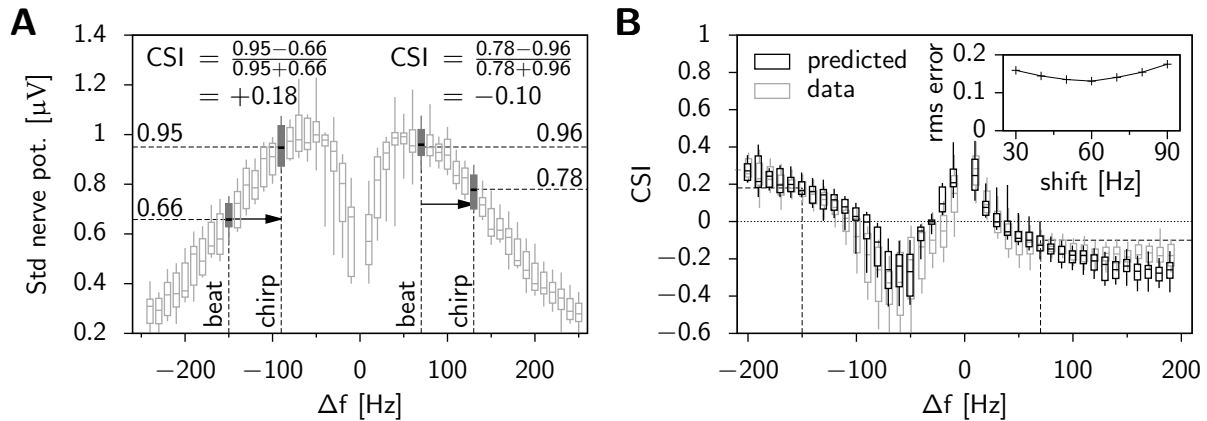 A
CSI = 0.95−0.66 / 0.95+0.66
= +0.18
CSI = 0.78−0.96 / 0.78+0.96
= −0.10
Std nerve pot. [μV]
1.4
1.2
1
0.8
0.6
0.4
0.2
0.95
0.66
0.96
0.78
beat
chirp
beat
chirp
−200
−100
0
100
200
Δf [Hz]
B
CSI
1
0.8
0.6
0.4
0.2
0
−0.2
−0.4
−0.6
predicted
data
rms error
0.2
0.1
0
30
60
90
shift [Hz]
−200
−100
0
100
200
Δf [Hz]